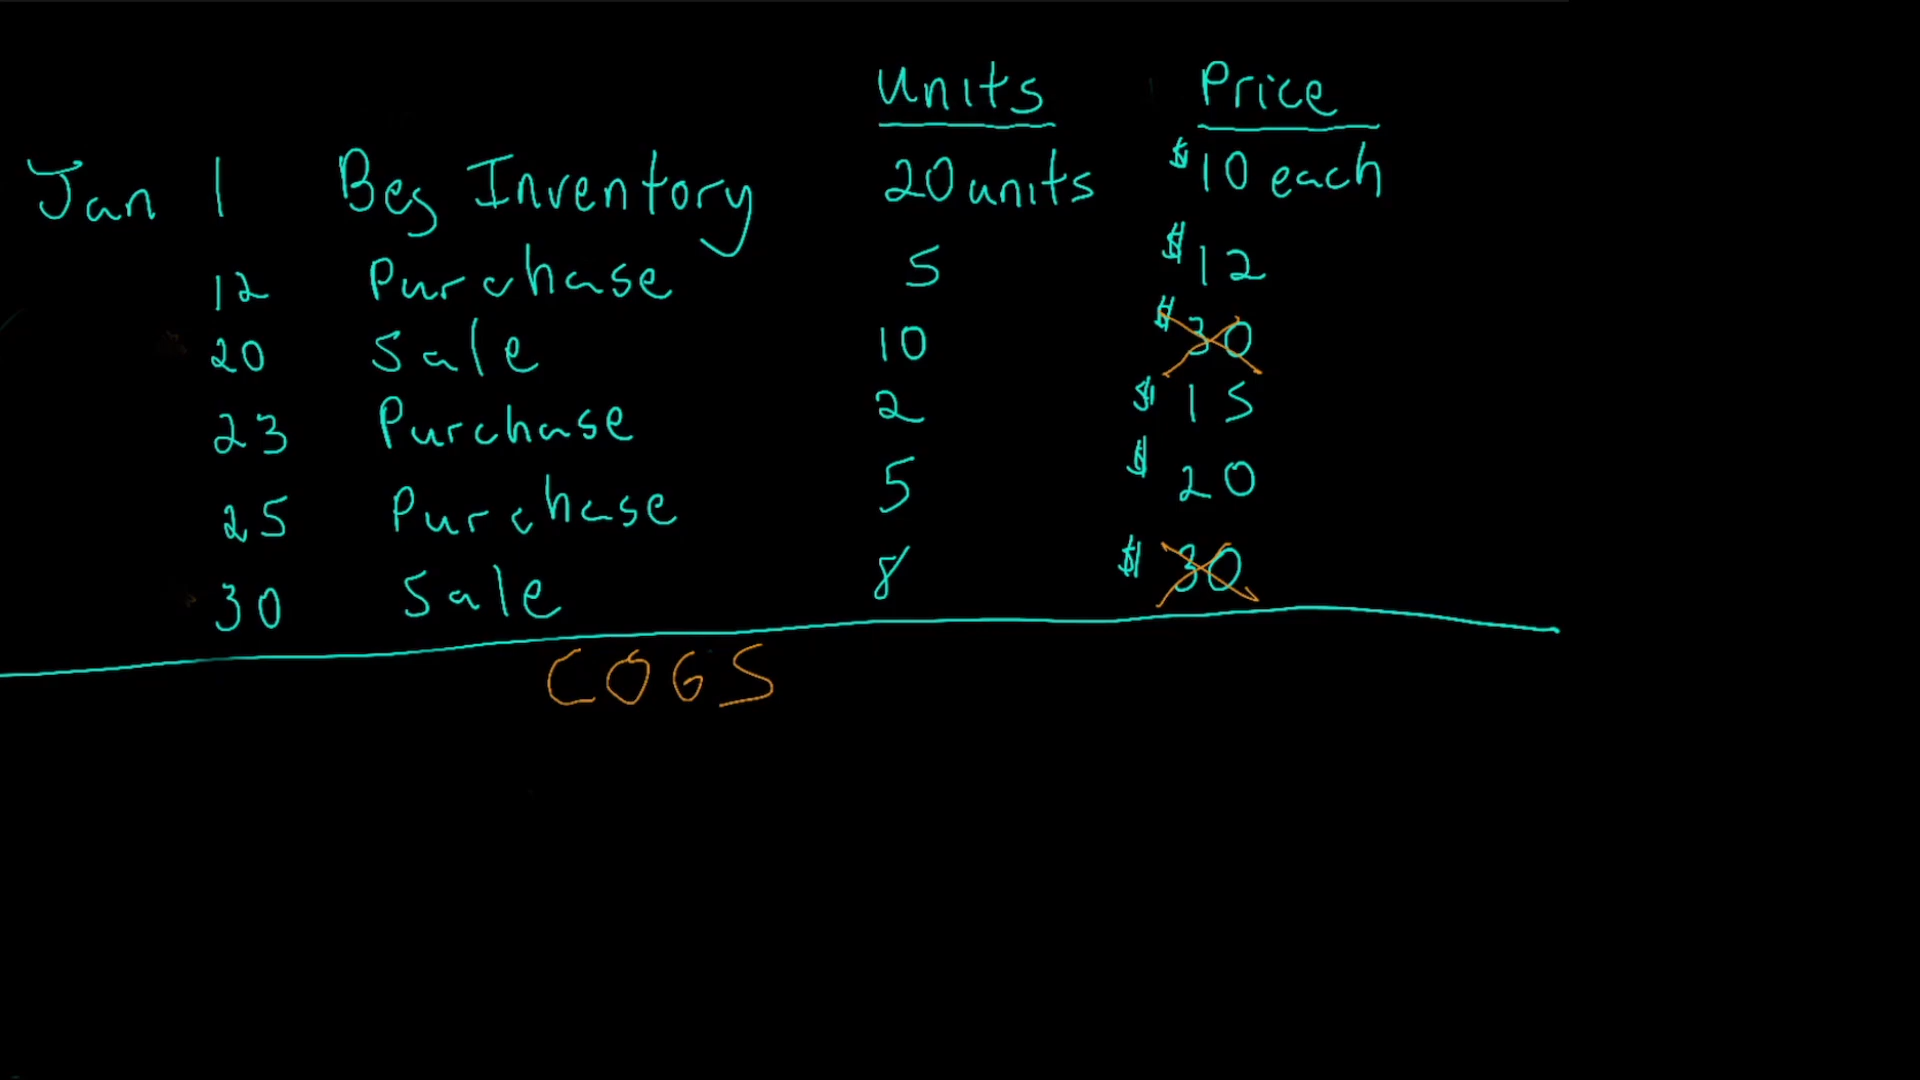 Units Price
Jan 1 Beg Inventory 20 units $10 each
12 Purchase 5 $12
20 Sale 10 $30
23 Purchase 2 $15
25 Purchase 5 $20
30 Sale 8 $30
COGS